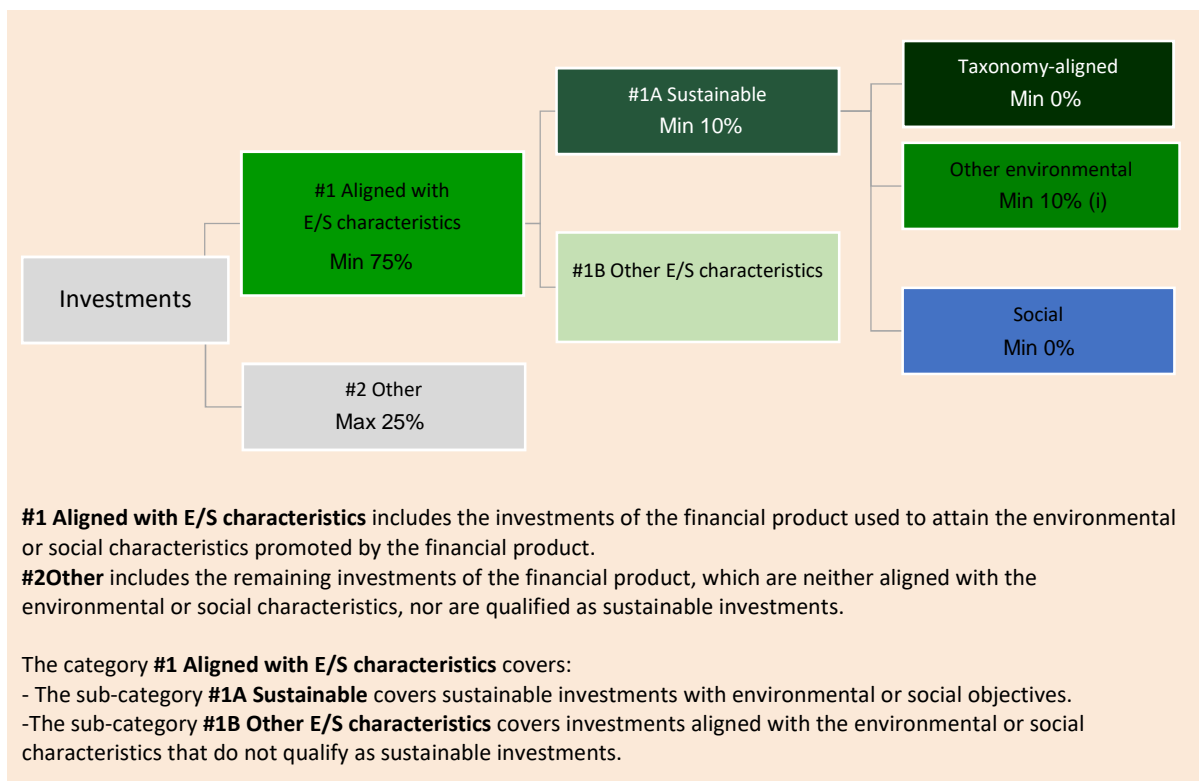 Taxonomy-aligned
Min 0%
#1A Sustainable
Min 10%
Other environmental
Min 10% (i)
#1 Aligned with
E/S characteristics
Min 75%
#1B Other E/S characteristics
Investments
Social
Min 0%
#2 Other
Max 25%
#1 Aligned with E/S characteristics includes the investments of the financial product used to attain the environmental
or social characteristics promoted by the financial product.
#2Other includes the remaining investments of the financial product, which are neither aligned with the
environmental or social characteristics, nor are qualified as sustainable investments.
The category #1 Aligned with E/S characteristics covers:
- The sub-category #1A Sustainable covers sustainable investments with environmental or social objectives.
-The sub-category #1B Other E/S characteristics covers investments aligned with the environmental or social
characteristics that do not qualify as sustainable investments.